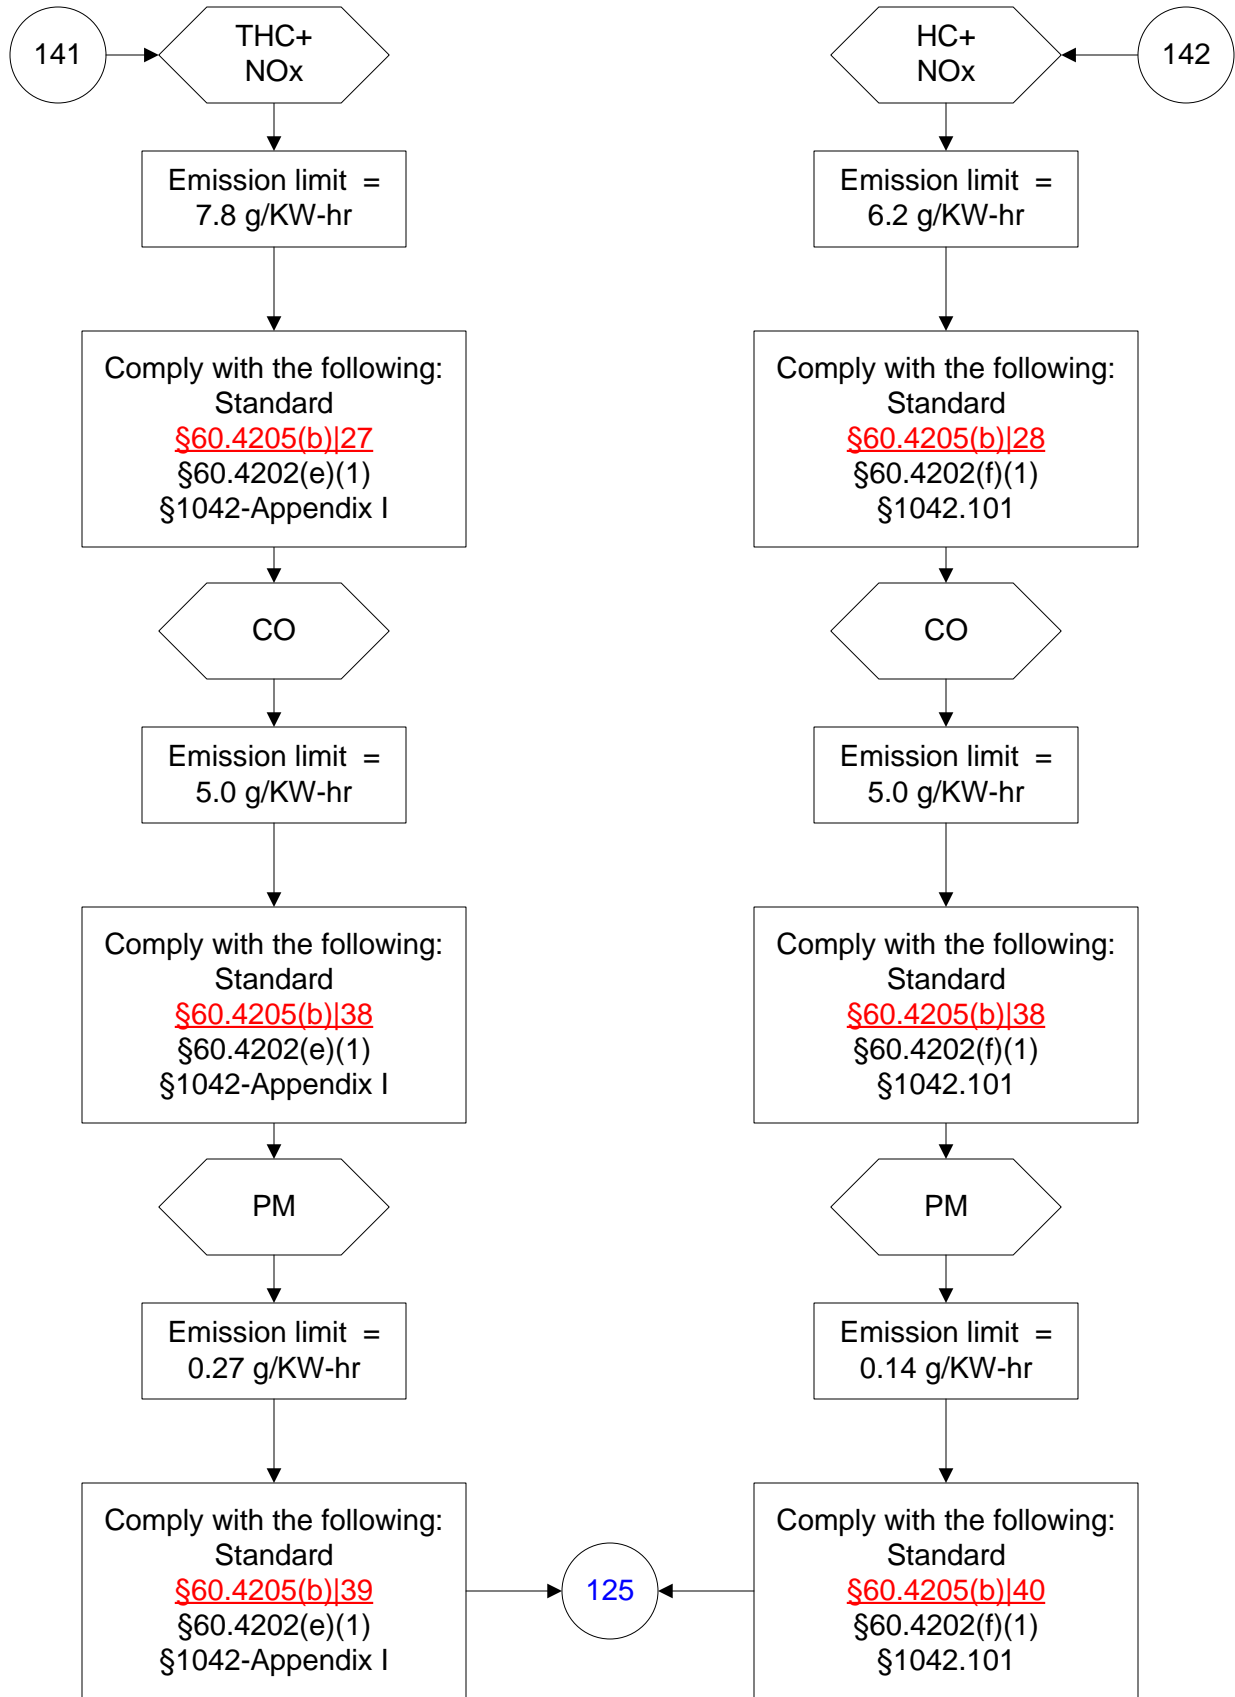 141
THC+
NOx
Emission limit =
7.8 g/KW-hr
Comply with the following:
Standard
§60.4205(b)|27
§60.4202(e)(1)
§1042-Appendix I
CO
Emission limit =
5.0 g/KW-hr
Comply with the following:
Standard
§60.4205(b)|38
§60.4202(e)(1)
§1042-Appendix I
PM
Emission limit =
0.27 g/KW-hr
Comply with the following:
Standard
§60.4205(b)|39
§60.4202(e)(1)
§1042-Appendix I
HC+
NOx
142
Emission limit =
6.2 g/KW-hr
Comply with the following:
Standard
§60.4205(b)|28
§60.4202(f)(1)
§1042.101
CO
Emission limit =
5.0 g/KW-hr
Comply with the following:
Standard
§60.4205(b)|38
§60.4202(f)(1)
§1042.101
PM
Emission limit =
0.14 g/KW-hr
Comply with the following:
Standard
§60.4205(b)|40
§60.4202(f)(1)
§1042.101
125